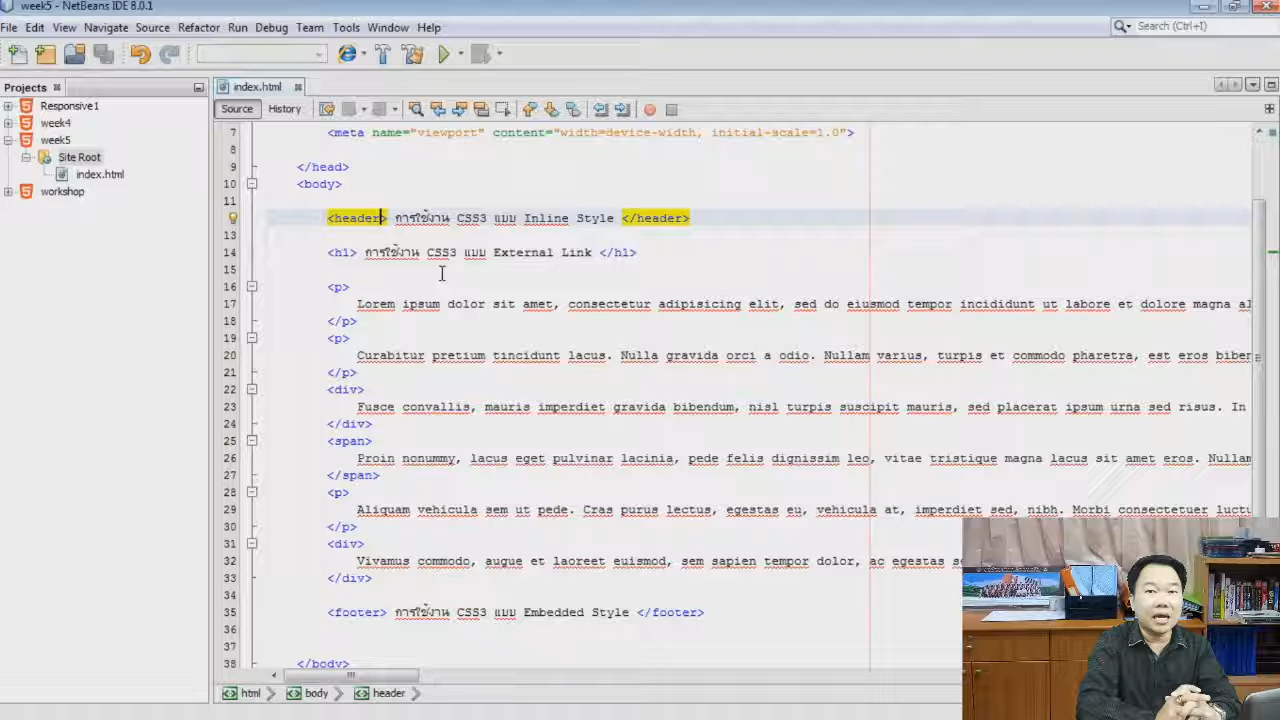 week5 - NetBeans IDE 8.0.1
File Edit View Navigate Source Refactor Run Debug Team Tools Window Help
Search (Ctrl+I)
Projects
index.html
Responsive1
week4
week5
Site Root
index.html
workshop
Source History
7 <meta name="viewport" content="width=device-width, initial-scale=1.0">
8
9 </head>
10 <body>
11
<header> การใช้งาน CSS3 แบบ Inline Style </header>
13
14 <h1> การใช้งาน CSS3 แบบ External Link </h1>
15
16 <p>
17 Lorem ipsum dolor sit amet, consectetur adipisicing elit, sed do eiusmod tempor incididunt ut labore et dolore magna al
18 </p>
19 <p>
20 Curabitur pretium tincidunt lacus. Nulla gravida orci a odio. Nullam varius, turpis et commodo pharetra, est eros biben
21 </p>
22 <div>
23 Fusce convallis, mauris imperdiet gravida bibendum, nisl turpis suscipit mauris, sed placerat ipsum urna sed risus. In
24 </div>
25 <span>
26 Proin nonummy, lacus eget pulvinar lacinia, pede felis dignissim leo, vitae tristique magna lacus sit amet eros. Nullam
27 </span>
28 <p>
29 Aliquam vehicula sem ut pede. Cras purus lectus, egestas eu, vehicula at, imperdiet sed, nibh. Morbi consectetuer luctu
30 </p>
31 <div>
32 Vivamus commodo, augue et laoreet euismod, sem sapien tempor dolor, ac egestas se
33 </div>
34
35 <footer> การใช้งาน CSS3 แบบ Embedded Style </footer>
36
37
38 </body>
html body header